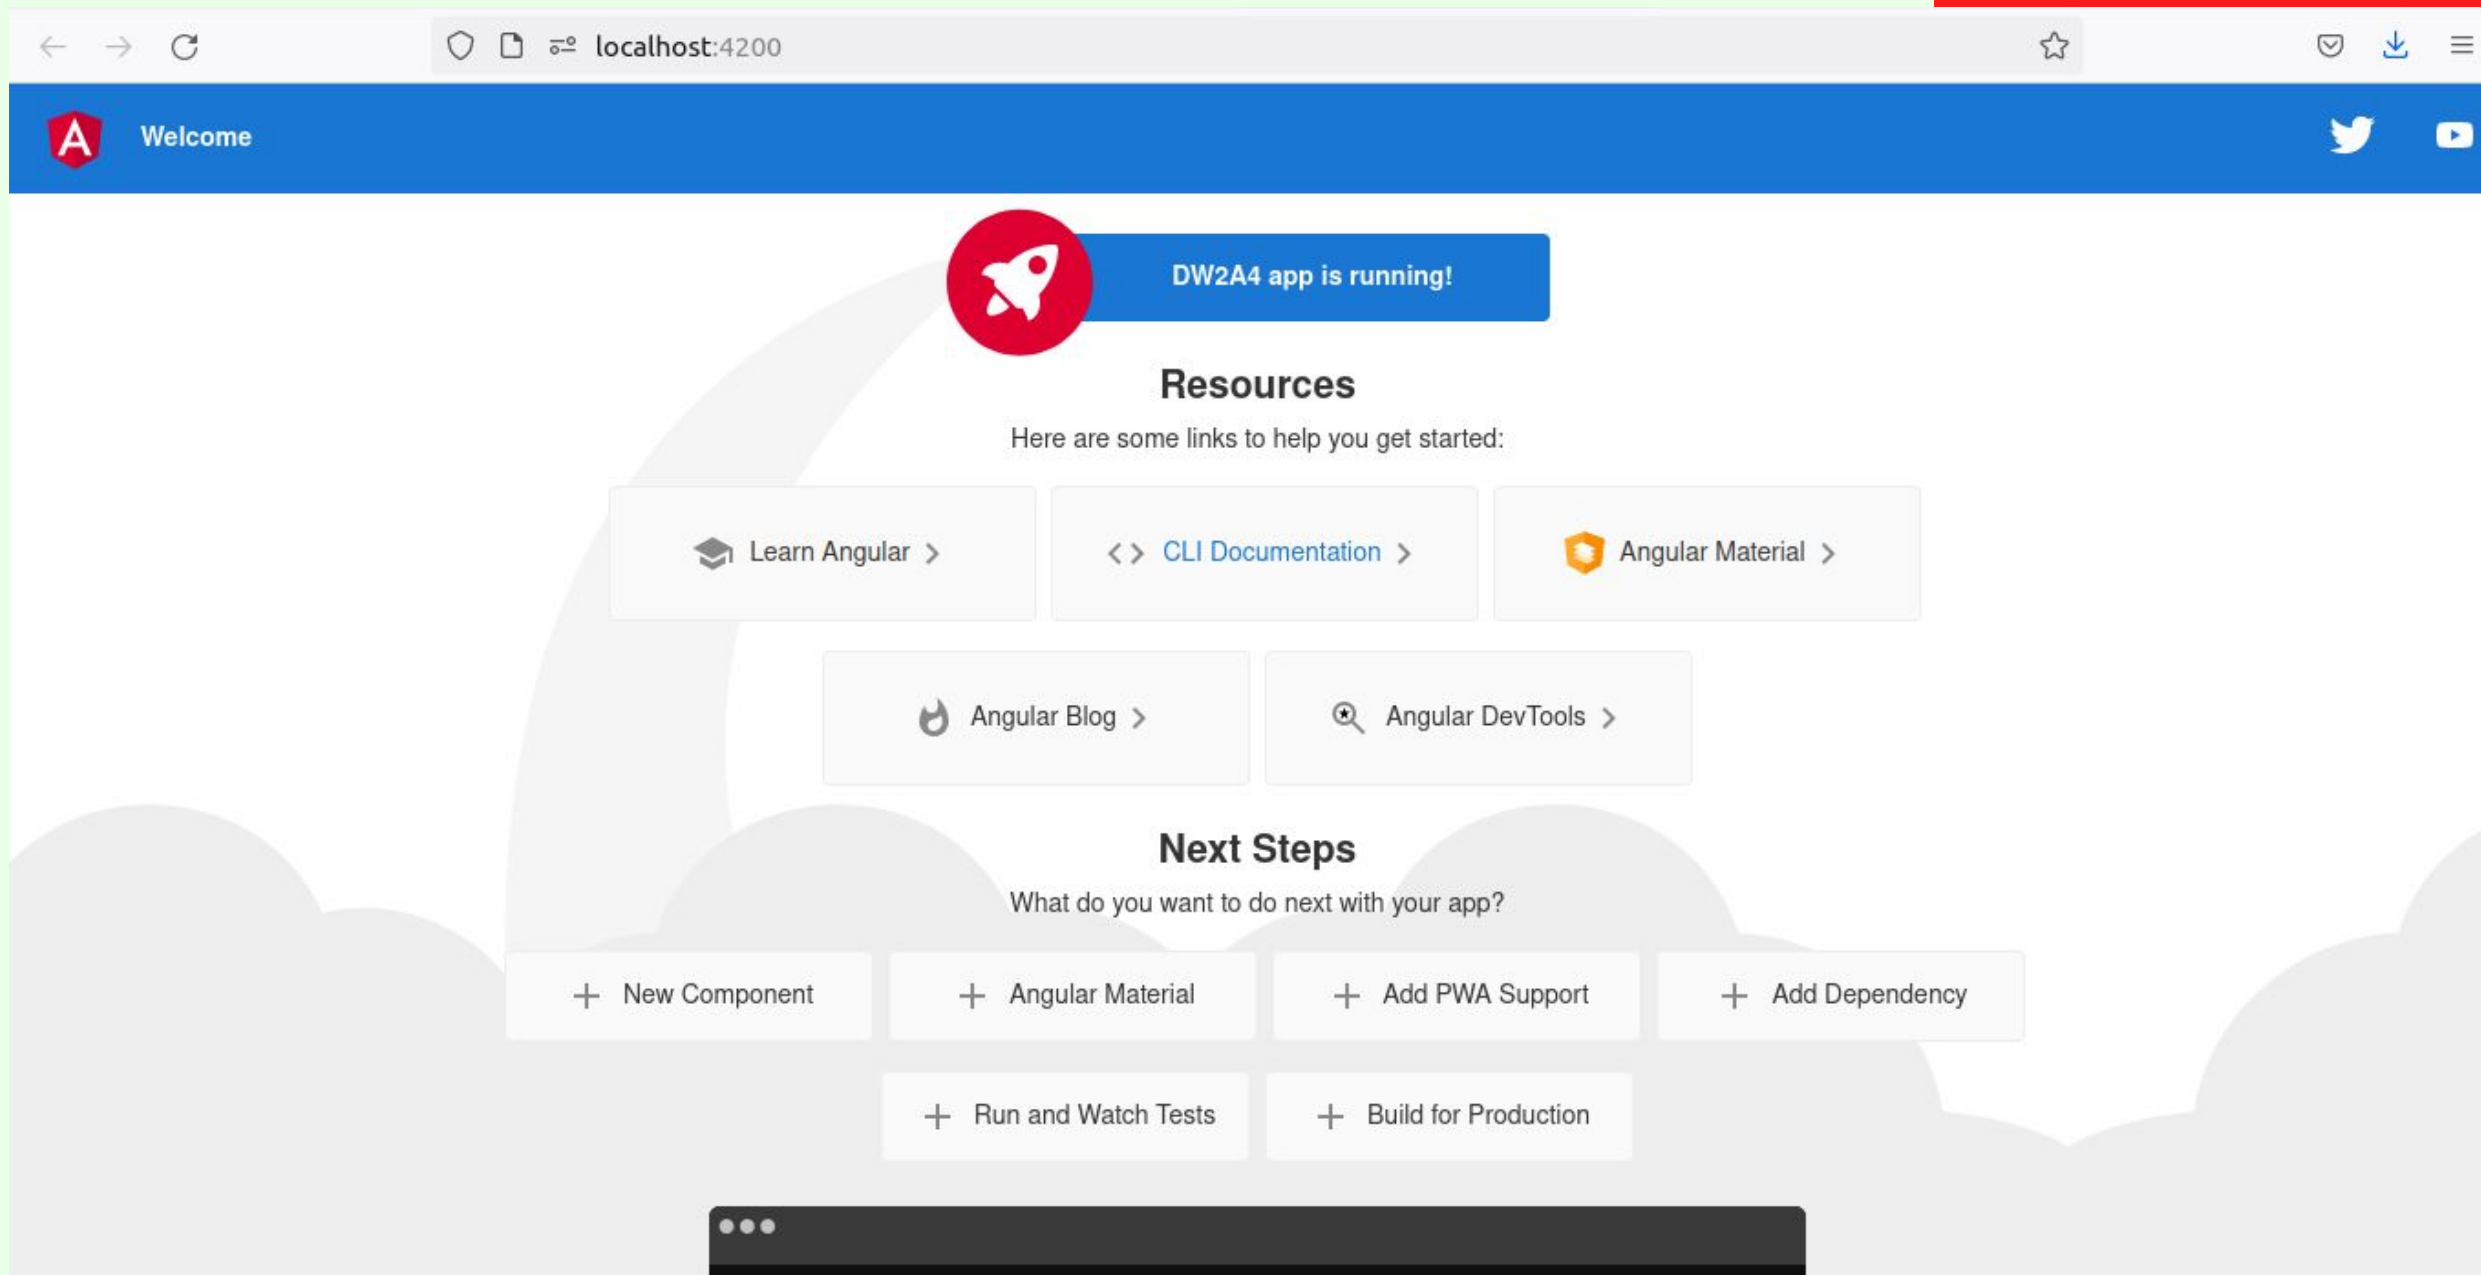 localhost:4200
A Welcome
DW2A4 app is running!
Resources
Here are some links to help you get started:
Learn Angular CLI Documentation Angular Material
Angular Blog Angular DevTools
Next Steps
What do you want to do next with your app?
New Component Angular Material Add PWA Support Add Dependency
Run and Watch Tests Build for Production